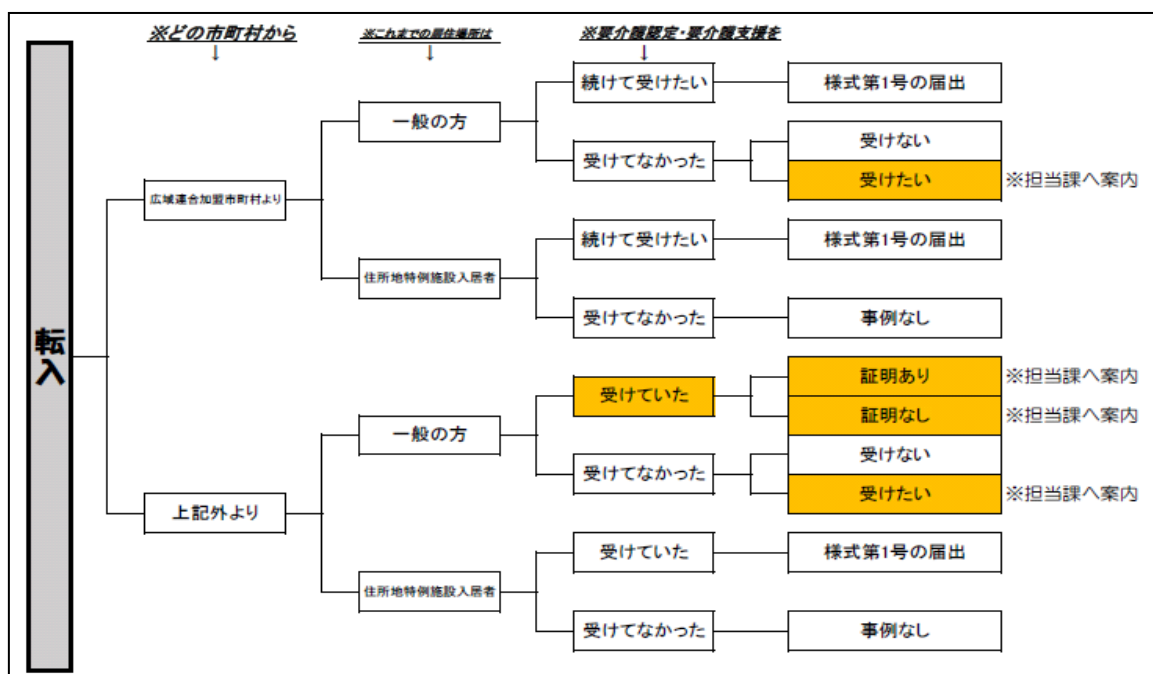 ※どの市町村から
※これまでの居住場所は
※要介護認定・要介護支援を
↓
↓
↓
転入
広域連合加盟市町村より
一般の方
続けて受けたい
様式第1号の届出
受けてなかった
受けない
受けたい
※担当課へ案内
住所地特例施設入居者
続けて受けたい
様式第1号の届出
受けてなかった
事例なし
上記外より
一般の方
受けていた
証明あり
※担当課へ案内
証明なし
※担当課へ案内
受けてなかった
受けない
受けたい
※担当課へ案内
住所地特例施設入居者
受けていた
様式第1号の届出
受けてなかった
事例なし